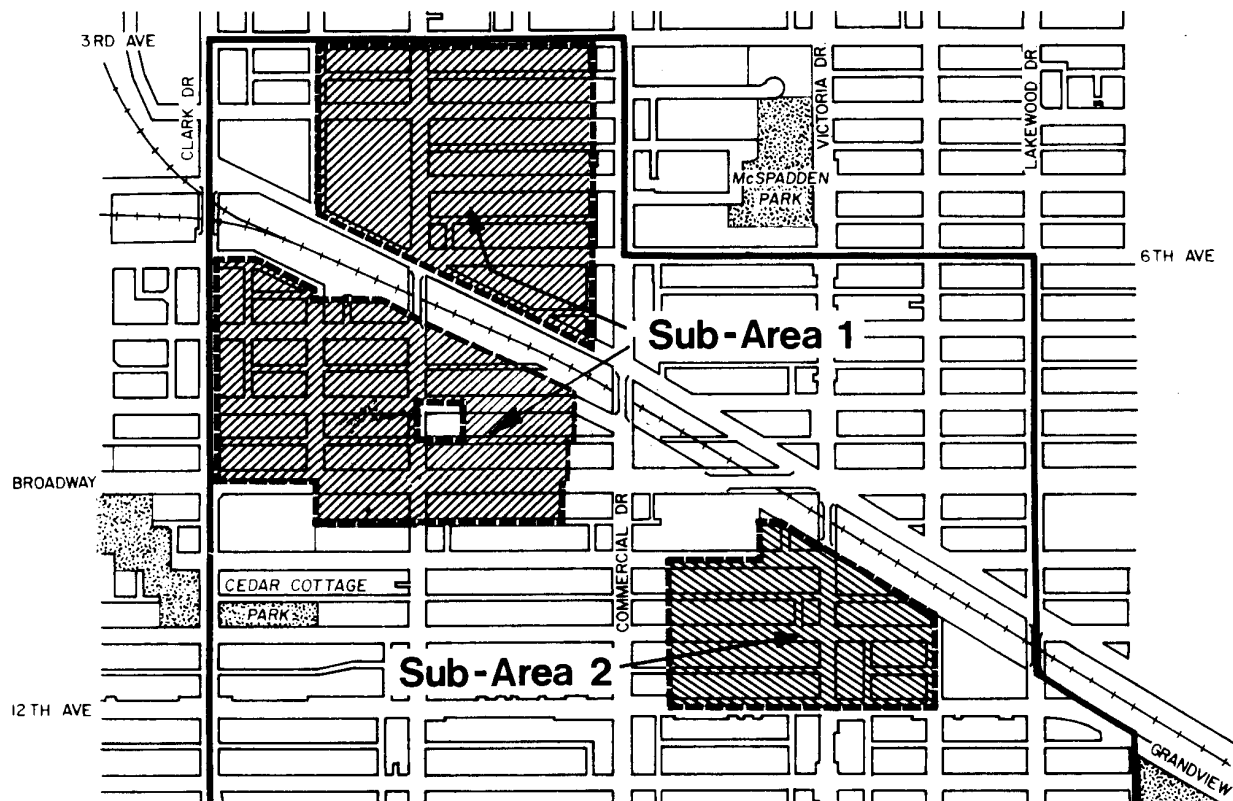 3RD AVE
CLARK DR
VICTORIA DR.
LAKEWOOD DR
McSPADDEN
PARK
6TH AVE
Sub-Area 1
BROADWAY
COMMERCIAL DR
CEDAR COTTAGE
PARK
Sub-Area 2
12TH AVE
GRANDVIEW